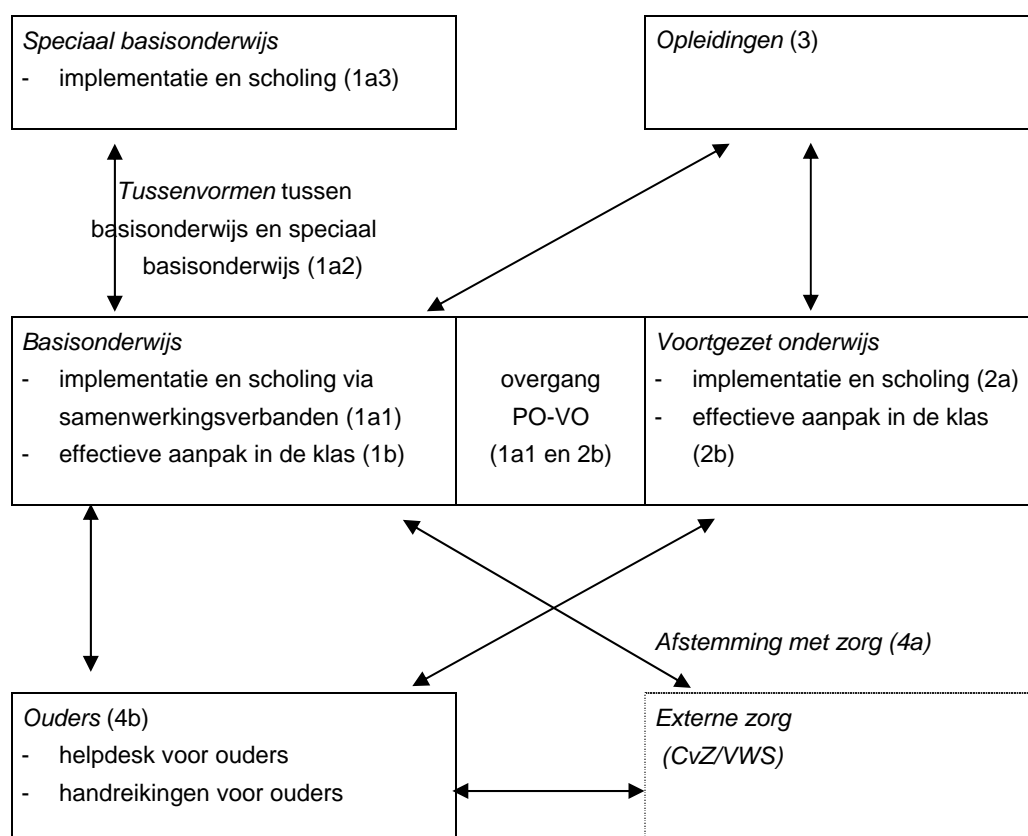 Speciaal basisonderwijs
- implementatie en scholing (1a3)
Opleidingen (3)
Tussenvormen tussen
basisonderwijs en speciaal
basisonderwijs (1a2)
Basisonderwijs
- implementatie en scholing via
samenwerkingsverbanden (1a1)
- effectieve aanpak in de klas (1b)
overgang
PO-VO
(1a1 en 2b)
Voortgezet onderwijs
- implementatie en scholing (2a)
- effectieve aanpak in de klas
(2b)
Afstemming met zorg (4a)
Ouders (4b)
- helpdesk voor ouders
- handreikingen voor ouders
Externe zorg
(CvZ/VWS)